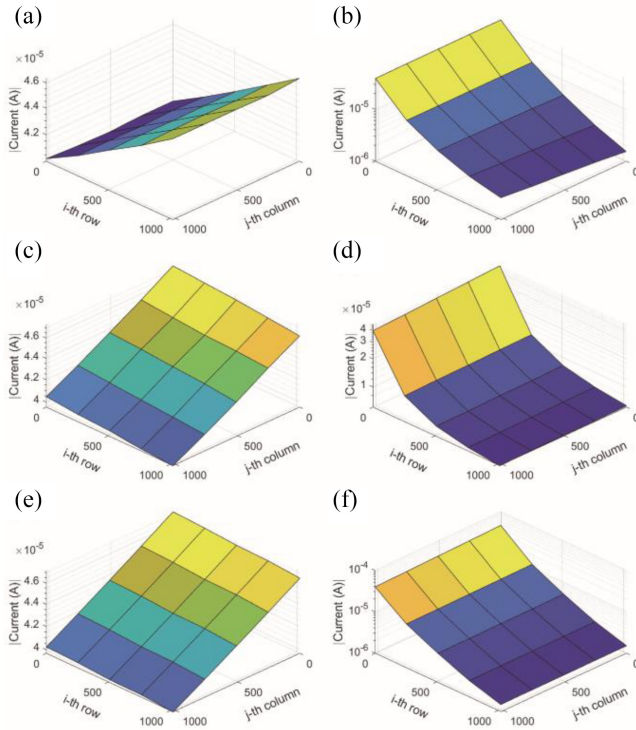 (a)
×10⁻⁵
4.6
4.4
4.2
|Current (A)|
0
500
1000
i-th row
1000
500
0
j-th column
(b)
10⁻⁵
10⁻⁶
|Current (A)|
0
500
1000
i-th row
1000
500
0
j-th column
(c)
×10⁻⁵
4.6
4.4
4.2
4
|Current (A)|
0
500
1000
i-th row
1000
500
0
j-th column
(d)
×10⁻⁵
4
3
2
1
|Current (A)|
0
500
1000
i-th row
1000
500
0
j-th column
(e)
×10⁻⁵
4.6
4.4
4.2
4
|Current (A)|
0
500
1000
i-th row
1000
500
0
j-th column
(f)
10⁻⁴
10⁻⁵
10⁻⁶
|Current (A)|
0
500
1000
i-th row
1000
500
0
j-th column